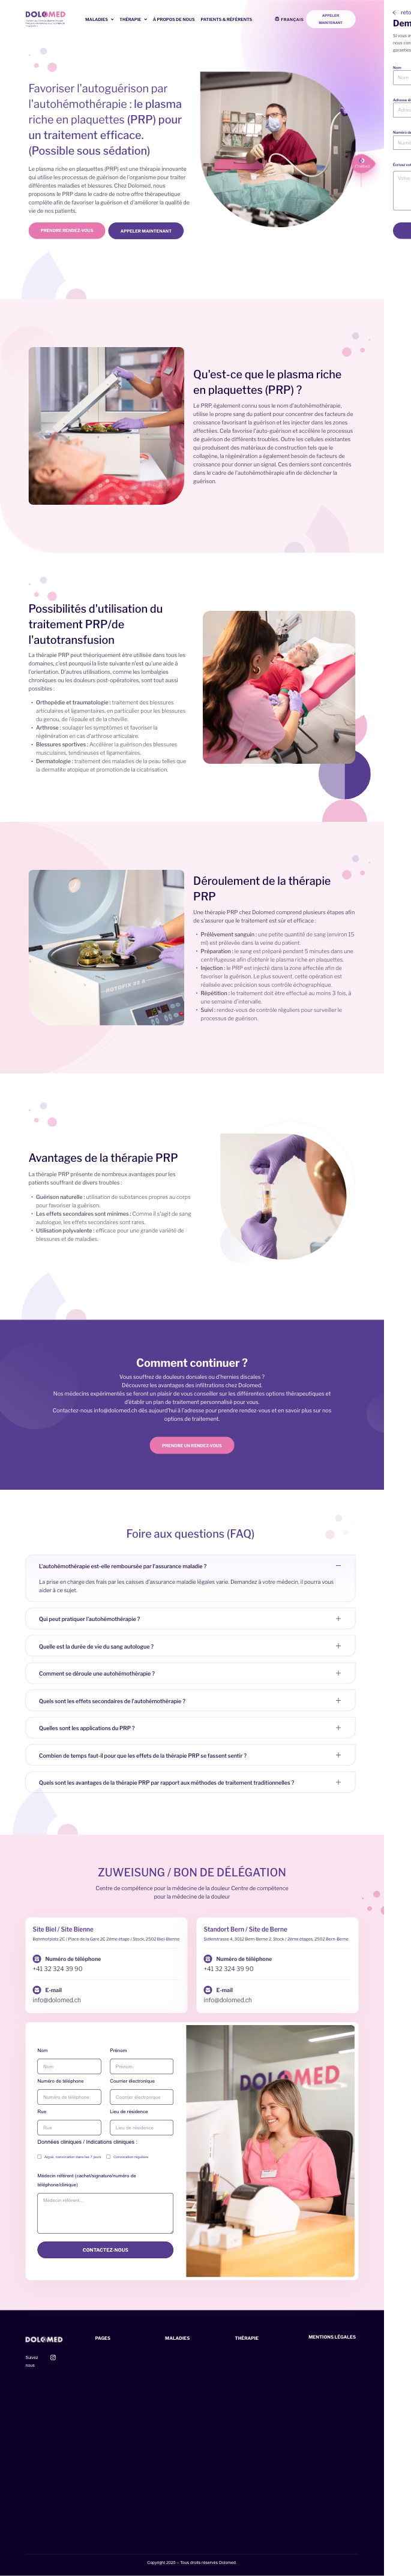 DOLOMED
MALADIES
THÉRAPIE
À PROPOS DE NOUS
PATIENTS & RÉFÉRENTS
FRANÇAIS
APPELER
MAINTENANT
Favoriser l'autoguérison par
l'autohémothérapie : le plasma
riche en plaquettes (PRP) pour
un traitement efficace.
(Possible sous sédation)
Le plasma riche en plaquettes (PRP) est une thérapie innovante
qui utilise les processus de guérison de l'organisme pour traiter
différentes maladies et blessures. Chez Dolomed, nous
proposons le PRP dans le cadre de notre offre thérapeutique
complète afin de favoriser la guérison et d'améliorer la qualité de
vie de nos patients.
PRENDRE RENDEZ-VOUS
APPELER MAINTENANT
Qu'est-ce que le plasma riche
en plaquettes (PRP) ?
Le PRP, également connu sous le nom d'autohémothérapie,
utilise le propre sang du patient pour concentrer des facteurs de
croissance favorisant la guérison et les injecter dans les zones
affectées. Cela favorise l'auto-guérison et accélère le processus
de guérison de différents troubles. Outre les cellules existantes
qui produisent des matériaux de construction tels que le
collagène, la régénération a également besoin de facteurs de
croissance pour donner un signal. Ces derniers sont concentrés
dans le cadre de l'autohémothérapie afin de déclencher la
guérison.
Possibilités d'utilisation du
traitement PRP/de
l'autotransfusion
La thérapie PRP peut théoriquement être utilisée dans tous les
domaines, c'est pourquoi la liste suivante n'est qu'une aide à
l'orientation. D'autres utilisations, comme les lombalgies
chroniques ou les douleurs post-opératoires, sont tout aussi
possibles :
• Orthopédie et traumatologie : traitement des blessures
articulaires et ligamentaires, en particulier pour les blessures
du genou, de l'épaule et de la cheville.
• Arthrose : soulager les symptômes et favoriser la
régénération en cas d'arthrose articulaire.
• Blessures sportives : Accélérer la guérison des blessures
musculaires, tendineuses et ligamentaires.
• Dermatologie : traitement des maladies de la peau telles que
la dermatite atopique et promotion de la cicatrisation.
Déroulement de la thérapie
PRP
Une thérapie PRP chez Dolomed comprend plusieurs étapes afin
de s'assurer que le traitement est sûr et efficace :
• Prélèvement sanguin : une petite quantité de sang (environ 15
ml) est prélevée dans la veine du patient.
• Préparation : le sang est préparé pendant 5 minutes dans une
centrifugeuse afin d'obtenir le plasma riche en plaquettes.
• Injection : le PRP est injecté dans la zone affectée afin de
favoriser la guérison. Le plus souvent, cette opération est
réalisée avec précision sous contrôle échographique.
• Répétition : le traitement doit être effectué au moins 3 fois, à
une semaine d'intervalle.
• Suivi : rendez-vous de contrôle réguliers pour surveiller le
processus de guérison.
Avantages de la thérapie PRP
La thérapie PRP présente de nombreux avantages pour les
patients souffrant de divers troubles :
• Guérison naturelle : utilisation de substances propres au corps
pour favoriser la guérison.
• Les effets secondaires sont minimes : Comme il s'agit de sang
autologue, les effets secondaires sont rares.
• Utilisation polyvalente : efficace pour une grande variété de
blessures et de maladies.
Comment continuer ?
Vous souffrez de douleurs dorsales ou d'hernies discales ?
Découvrez les avantages des infiltrations chez Dolomed.
Nos médecins expérimentés se feront un plaisir de vous conseiller sur les différentes options thérapeutiques et
d'établir un plan de traitement personnalisé pour vous.
Contactez-nous info@dolomed.ch dès aujourd'hui à l'adresse pour prendre rendez-vous et en savoir plus sur nos
options de traitement.
PRENDRE UN RENDEZ-VOUS
Foire aux questions (FAQ)
L'autohémothérapie est-elle remboursée par l'assurance maladie ?
La prise en charge des frais par les caisses d'assurance maladie légales varie. Demandez à votre médecin, il pourra vous
aider à ce sujet.
Qui peut pratiquer l'autohémothérapie ?
Quelle est la durée de vie du sang autologue ?
Comment se déroule une autohémothérapie ?
Quels sont les effets secondaires de l'autohémothérapie ?
Quelles sont les applications du PRP ?
Combien de temps faut-il pour que les effets de la thérapie PRP se fassent sentir ?
Quels sont les avantages de la thérapie PRP par rapport aux méthodes de traitement traditionnelles ?
ZUWEISUNG / BON DE DÉLÉGATION
Centre de compétence pour la médecine de la douleur Centre de compétence
pour la médecine de la douleur
Site Biel / Site Bienne
Bahnhofplatz 2C / Place de la Gare 2C, 2ème étage / Stock, 2502 Biel-Bienne
Numéro de téléphone
+41 32 324 39 90
E-mail
info@dolomed.ch
Standort Bern / Site de Berne
Seilerstrasse 4, 3012 Bern-Berne 2. Stock / 2ème étages, 2502 Bern-Berne
Numéro de téléphone
+41 32 324 39 90
E-mail
info@dolomed.ch
Nom
Prénom
Nom
Prénom
Numéro de téléphone
Courrier électronique
Numéro de téléphone
Courrier électronique
Rue
Lieu de résidence
Rue
Lieu de résidence
Données cliniques / indications cliniques :
Médecin référent (cachet/signature/numéro de
téléphone/clinique)
Médecin référent...
CONTACTEZ-NOUS
DOLOMED
DOLOMED
Suivez
nous
PAGES
MALADIES
THÉRAPIE
MENTIONS LÉGALES
Copyright 2025 – Tous droits réservés Dolomed.